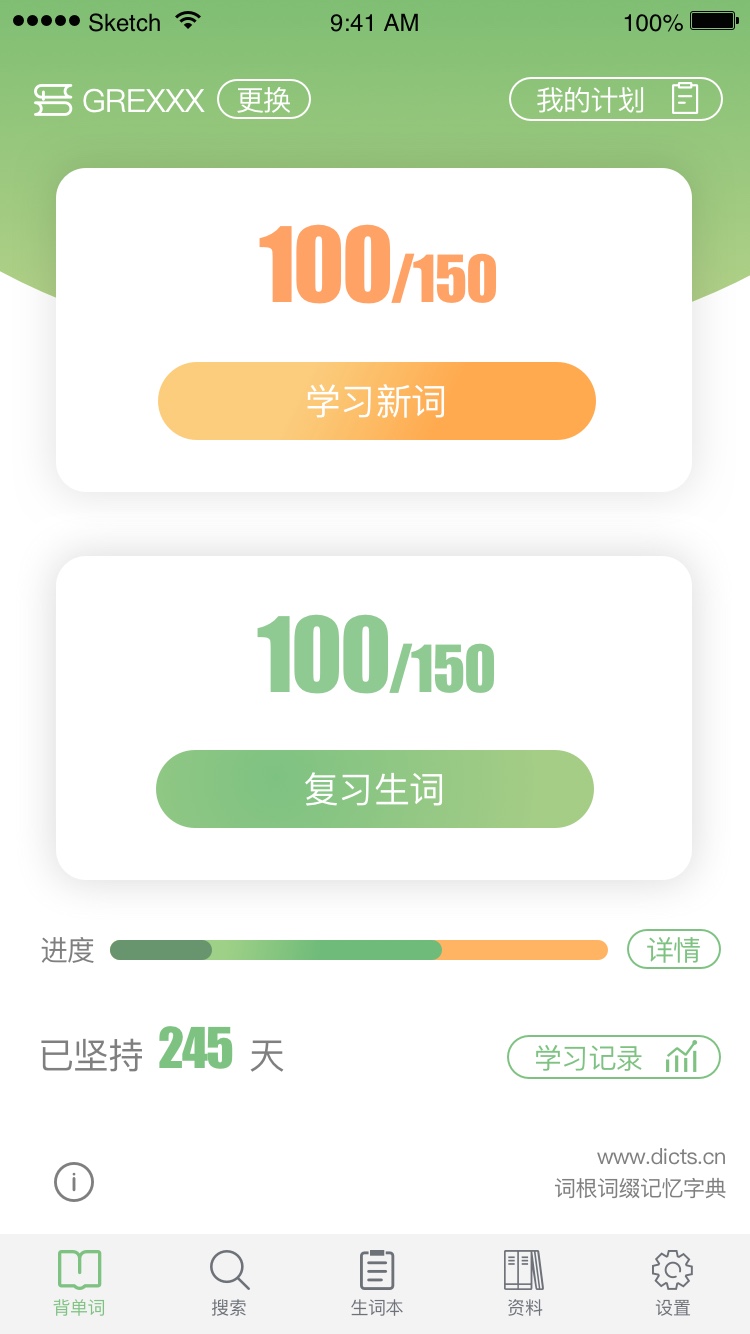 Sketch 9:41 AM 100%
GREXXX 更换 我的计划
100/150
学习新词
100/150
复习生词
进度 详情
已坚持 245 天 学习记录
www.dicts.cn
词根词缀记忆字典
背单词 搜索 生词本 资料 设置